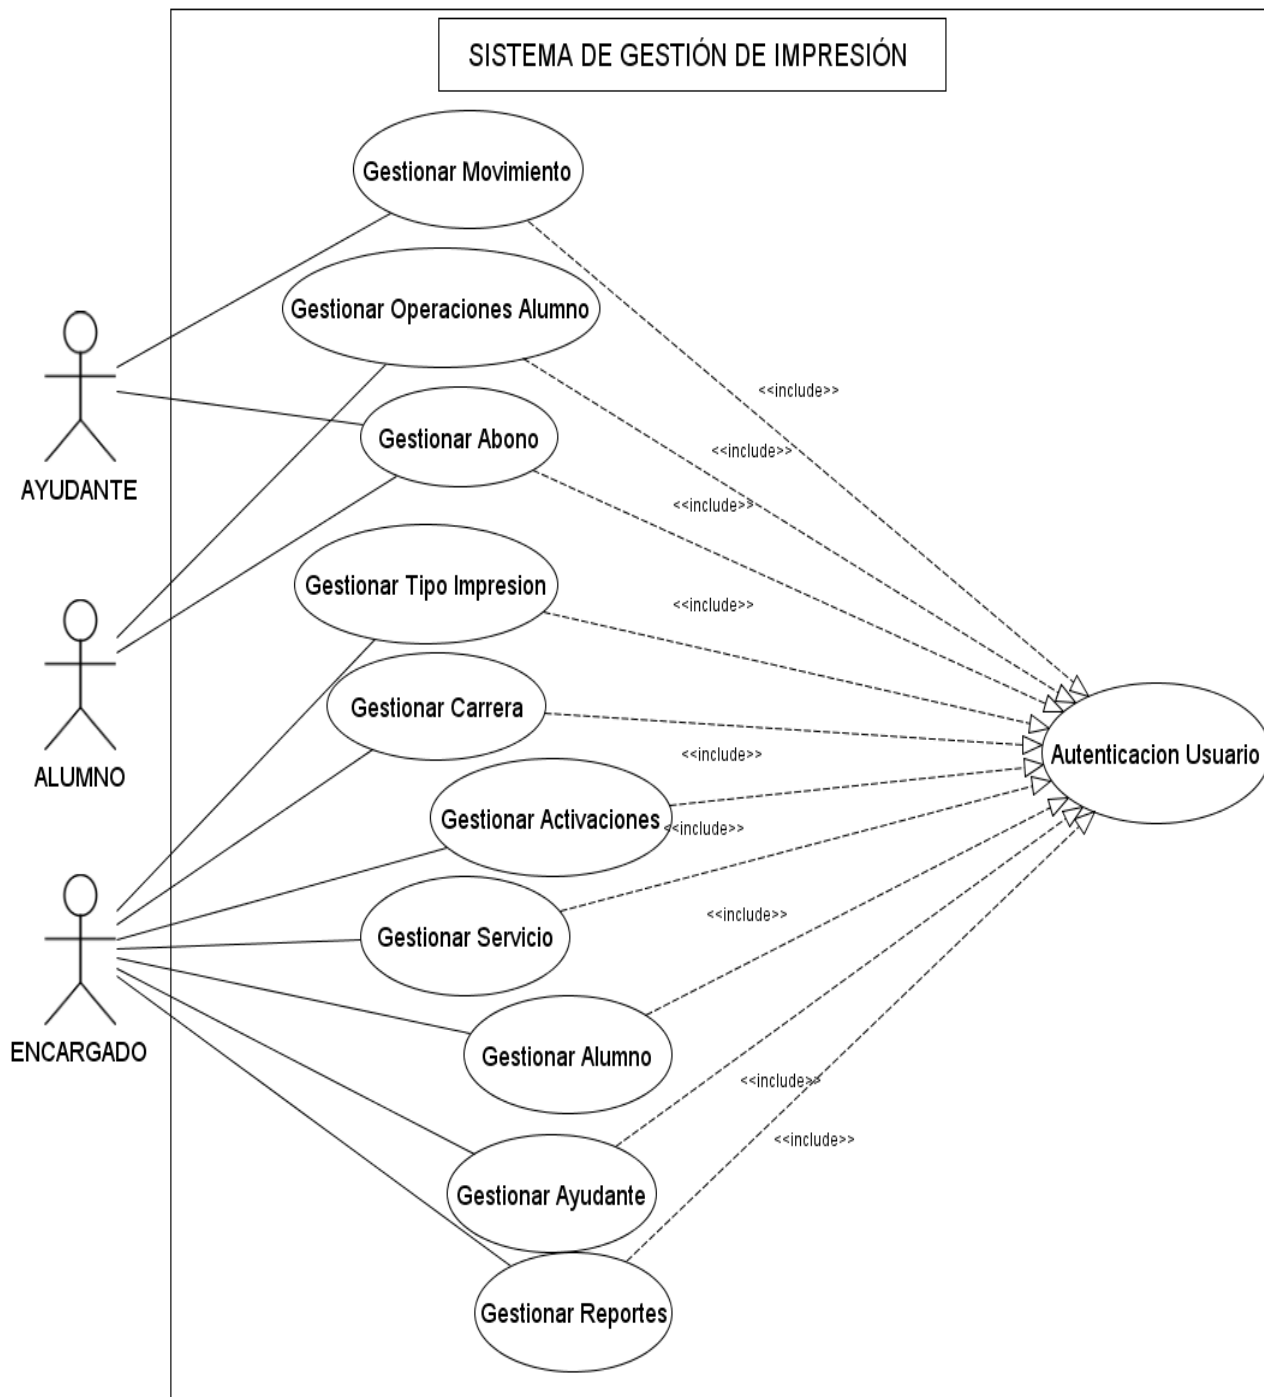 SISTEMA DE GESTIÓN DE IMPRESIÓN
Gestionar Movimiento
Gestionar Operaciones Alumno
<<include>>
Gestionar Abono
<<include>>
AYUDANTE
<<include>>
Gestionar Tipo Impresion
<<include>>
Gestionar Carrera
Autenticacion Usuario
<<include>>
ALUMNO
Gestionar Activaciones
<<include>>
Gestionar Servicio
<<include>>
ENCARGADO
Gestionar Alumno
<<include>>
<<include>>
Gestionar Ayudante
Gestionar Reportes